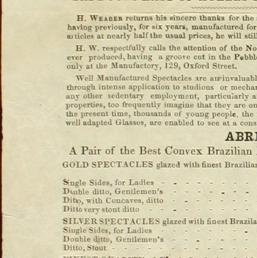 H. Weaber returns his sincere thanks for the
having previously, for six years, manufactured for
articles at nearly half the usual prices, he will still
H. W. respectfully calls the attention of the No
ever produced, having a groove cut in the Pebble
only at the Manufactory, 129, Oxford Street.
Well Manufactured Spectacles are an invaluable
through intense application to studious or mechan
any other sedentary employment, particularly a
properties, too frequently imagine that they are on
the present time, thousands of young people, the
well adapted Glasses, are enabled to see at a cons
ABRI
A Pair of the Best Convex Brazilian
GOLD SPECTACLES glazed with finest Brazilian
Single Sides, for Ladies - - -
Double ditto, Gentlemen's - - -
Ditto, with Concaves, ditto - - -
Ditto very stout ditto - - -
SILVER SPECTACLES glazed with finest Brazila
Single Sides, for Ladies - - -
Double ditto, Gentlemen's - - -
Ditto, Stout - - -